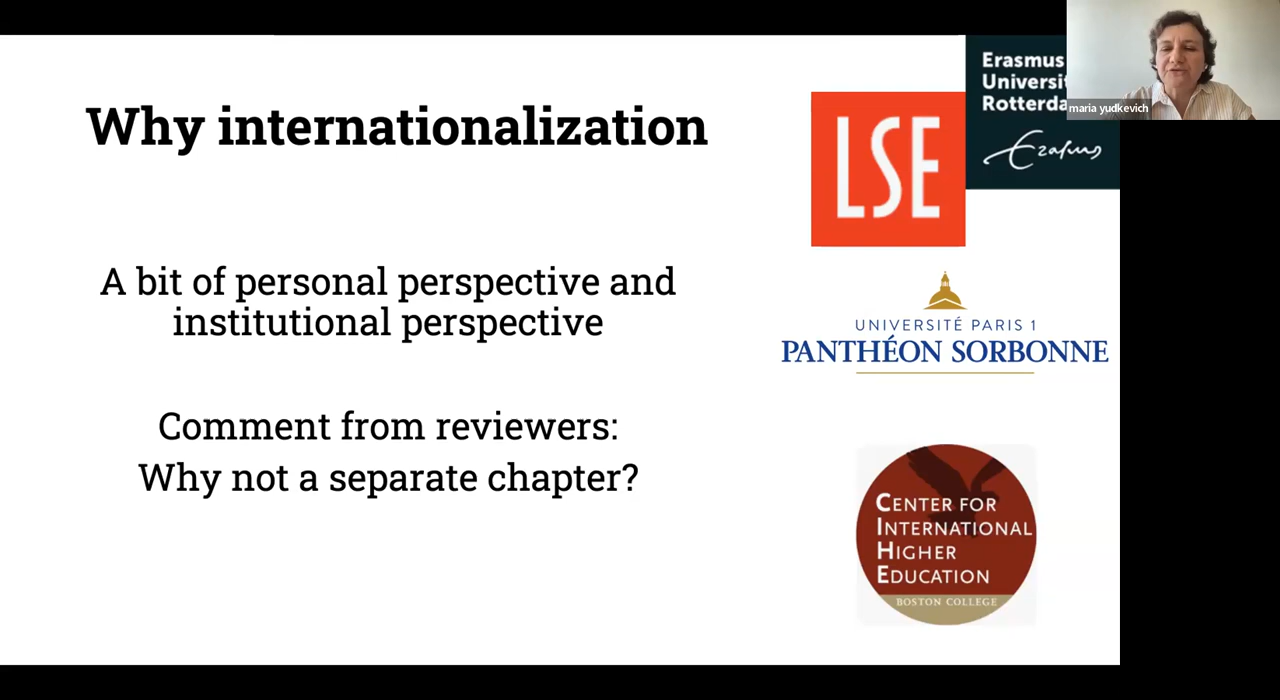 Why internationalization
A bit of personal perspective and
institutional perspective
Comment from reviewers:
Why not a separate chapter?
LSE
Erasmus
Rotterda
maria yudkevich
Erasmus
UNIVERSITÉ PARIS 1
PANTHÉON SORBONNE
CENTER FOR
INTERNATIONAL
HIGHER
EDUCATION
BOSTON COLLEGE